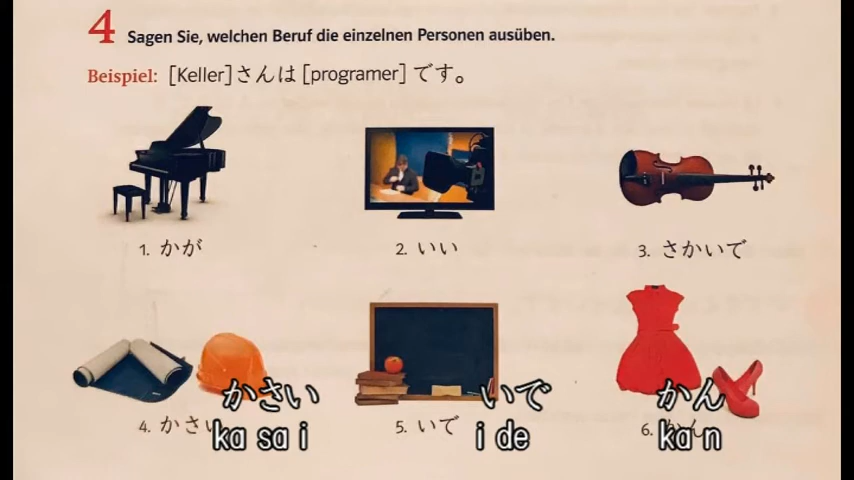 4 Sagen Sie, welchen Beruf die einzelnen Personen ausüben.
Beispiel: [Keller]さんは [programer] です。
1. かが
2. いい
3. さかいで
4. かさい
5. いで
6. かん
かさい いで かん
ka sa i i de ka n